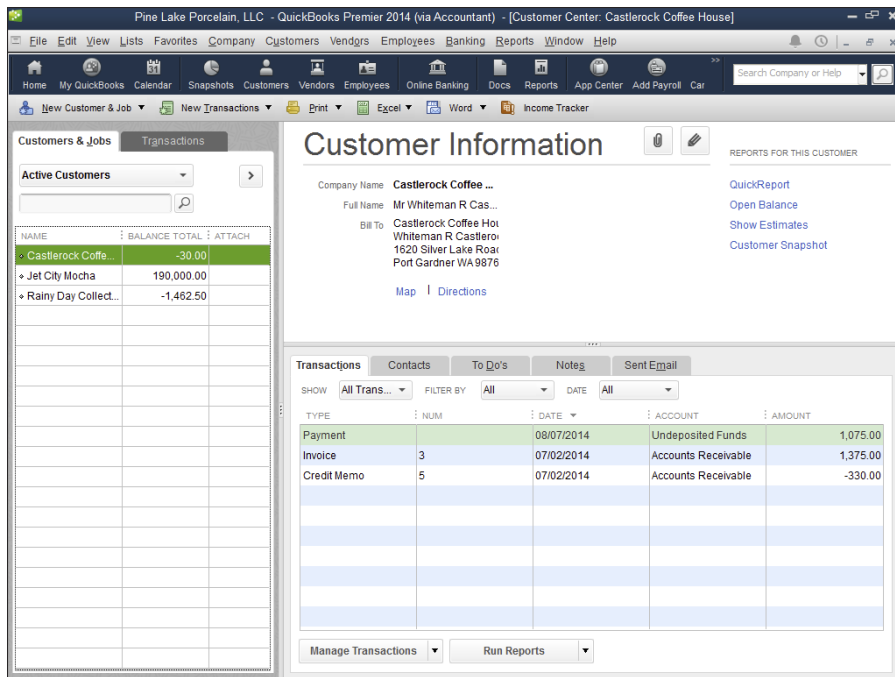 Pine Lake Porcelain, LLC - QuickBooks Premier 2014 (via Accountant) - [Customer Center: Castlerock Coffee House]
File Edit View Lists Favorites Company Customers Vendors Employees Banking Reports Window Help
31
Home My QuickBooks Calendar Snapshots Customers Vendors Employees Online Banking Docs Reports App Center Add Payroll Car
Search Company or Help
New Customer & Job New Transactions Print Excel Word Income Tracker
Customers & Jobs Transactions
Active Customers
NAME BALANCE TOTAL ATTACH
Castlerock Coffe... -30.00
Jet City Mocha 190,000.00
Rainy Day Collect... -1,462.50
Customer Information
Company Name Castlerock Coffee ...
Full Name Mr Whiteman R Cas...
Bill To Castlerock Coffee Hou
Whiteman R Castleroc
1620 Silver Lake Road
Port Gardner WA 9876
Map | Directions
REPORTS FOR THIS CUSTOMER
QuickReport
Open Balance
Show Estimates
Customer Snapshot
Transactions Contacts To Do's Notes Sent Email
SHOW All Trans... FILTER BY All DATE All
TYPE NUM DATE ACCOUNT AMOUNT
Payment 08/07/2014 Undeposited Funds 1,075.00
Invoice 3 07/02/2014 Accounts Receivable 1,375.00
Credit Memo 5 07/02/2014 Accounts Receivable -330.00
Manage Transactions Run Reports